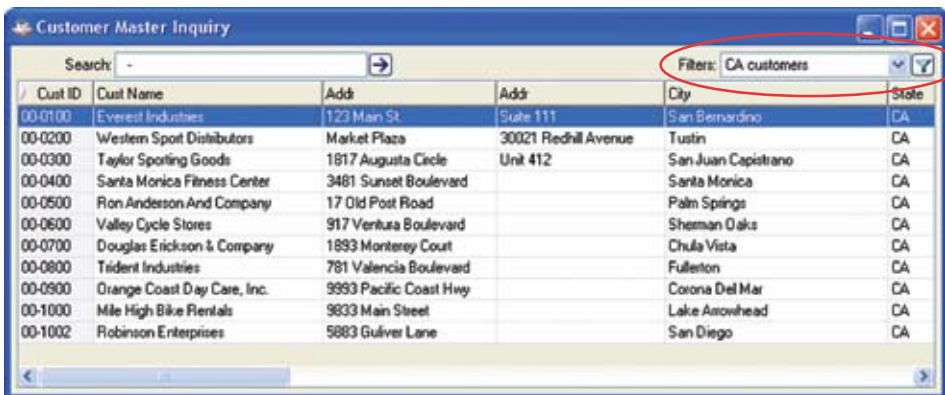 Customer Master Inquiry
Search: - Filters: CA customers
Cust ID Cust Name Addr Addr City State
00-0100 Everest Industries 123 Main St. Suite 111 San Bernardino CA
00-0200 Western Sport Distributors Market Plaza 30021 Redhill Avenue Tustin CA
00-0300 Taylor Sporting Goods 1817 Augusta Circle Unit 412 San Juan Capistrano CA
00-0400 Santa Monica Fitness Center 3481 Sunset Boulevard Santa Monica CA
00-0500 Ron Anderson And Company 17 Old Post Road Palm Springs CA
00-0600 Valley Cycle Stores 917 Ventura Boulevard Sherman Oaks CA
00-0700 Douglas Erickson & Company 1893 Monterey Court Chula Vista CA
00-0800 Trident Industries 781 Valencia Boulevard Fullerton CA
00-0900 Orange Coast Day Care, Inc. 9993 Pacific Coast Hwy Corona Del Mar CA
00-1000 Mile High Bike Rentals 9833 Main Street Lake Arrowhead CA
00-1002 Robinson Enterprises 5883 Guliver Lane San Diego CA